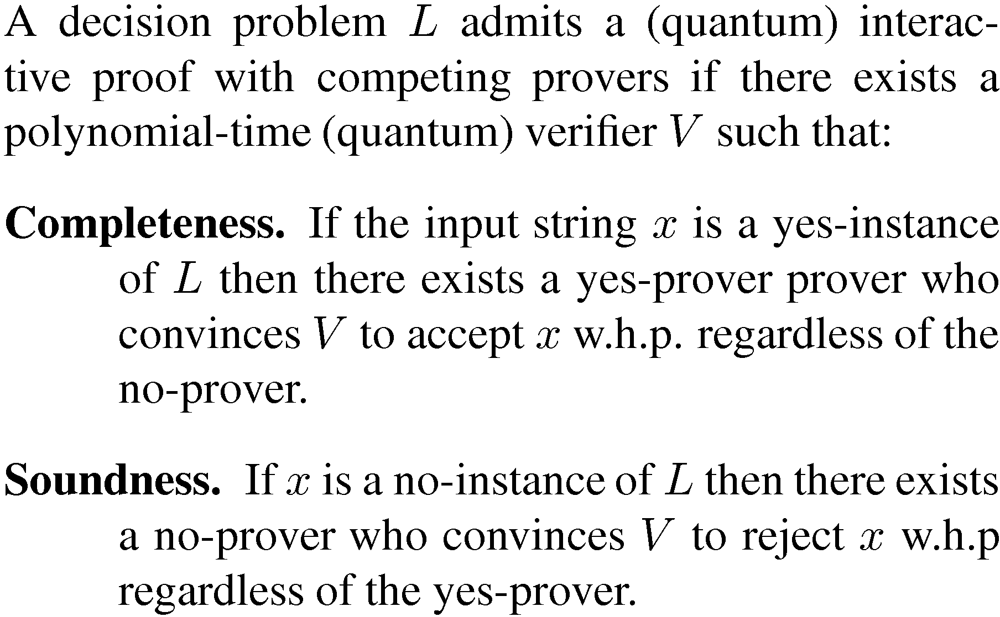 A decision problem L admits a (quantum) interac-
tive proof with competing provers if there exists a
polynomial-time (quantum) verifier V such that:
Completeness. If the input string x is a yes-instance
of L then there exists a yes-prover prover who
convinces V to accept x w.h.p. regardless of the
no-prover.
Soundness. If x is a no-instance of L then there exists
a no-prover who convinces V to reject x w.h.p
regardless of the yes-prover.